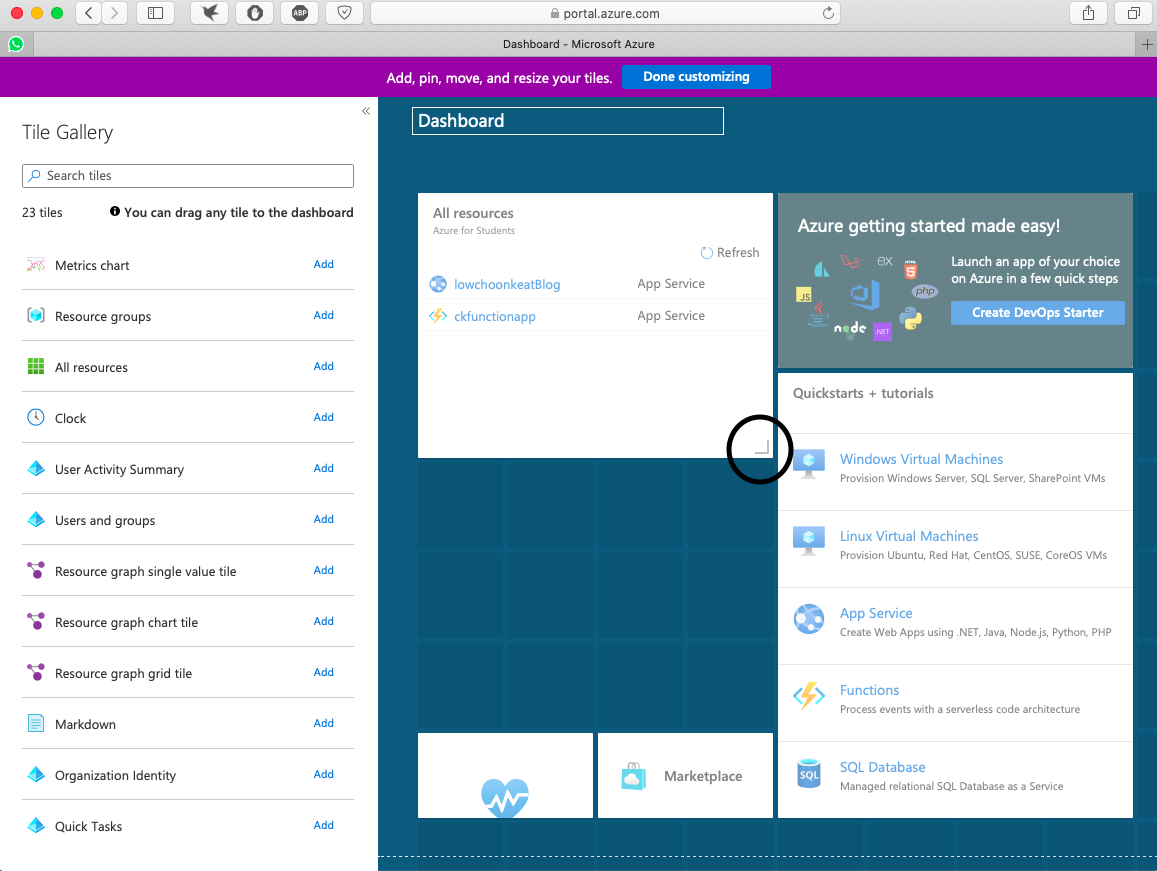 ABP
portal.azure.com
Dashboard - Microsoft Azure
Add, pin, move, and resize your tiles.
Done customizing
«
Tile Gallery
Search tiles
23 tiles
You can drag any tile to the dashboard
Metrics chart Add
Resource groups Add
All resources Add
Clock Add
User Activity Summary Add
Users and groups Add
Resource graph single value tile Add
Resource graph chart tile Add
Resource graph grid tile Add
Markdown Add
Organization Identity Add
Quick Tasks Add
Dashboard
All resources
Azure for Students
Refresh
lowchoonkeatBlog App Service
ckfunctionapp App Service
Azure getting started made easy!
Launch an app of your choice
on Azure in a few quick steps
Create DevOps Starter
EX
HTML
5
JS
php
node
.NET
Quickstarts + tutorials
Windows Virtual Machines
Provision Windows Server, SQL Server, SharePoint VMs
Linux Virtual Machines
Provision Ubuntu, Red Hat, CentOS, SUSE, CoreOS VMs
App Service
Create Web Apps using .NET, Java, Node.js, Python, PHP
Functions
Process events with a serverless code architecture
SQL
SQL Database
Managed relational SQL Database as a Service
Marketplace